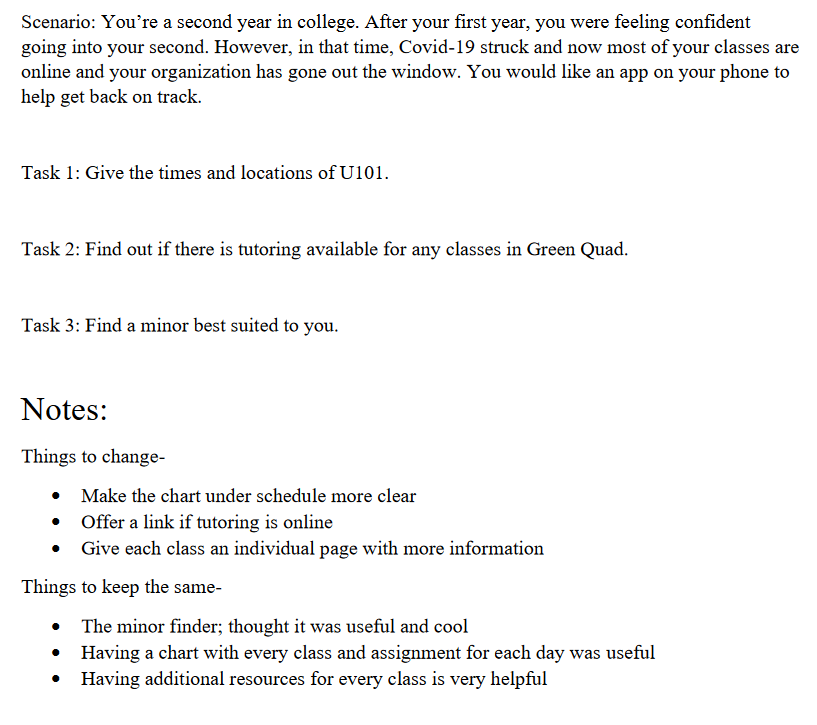 Scenario: You’re a second year in college. After your first year, you were feeling confident
going into your second. However, in that time, Covid-19 struck and now most of your classes are
online and your organization has gone out the window. You would like an app on your phone to
help get back on track.
Task 1: Give the times and locations of U101.
Task 2: Find out if there is tutoring available for any classes in Green Quad.
Task 3: Find a minor best suited to you.
Notes:
Things to change-
• Make the chart under schedule more clear
• Offer a link if tutoring is online
• Give each class an individual page with more information
Things to keep the same-
• The minor finder; thought it was useful and cool
• Having a chart with every class and assignment for each day was useful
• Having additional resources for every class is very helpful